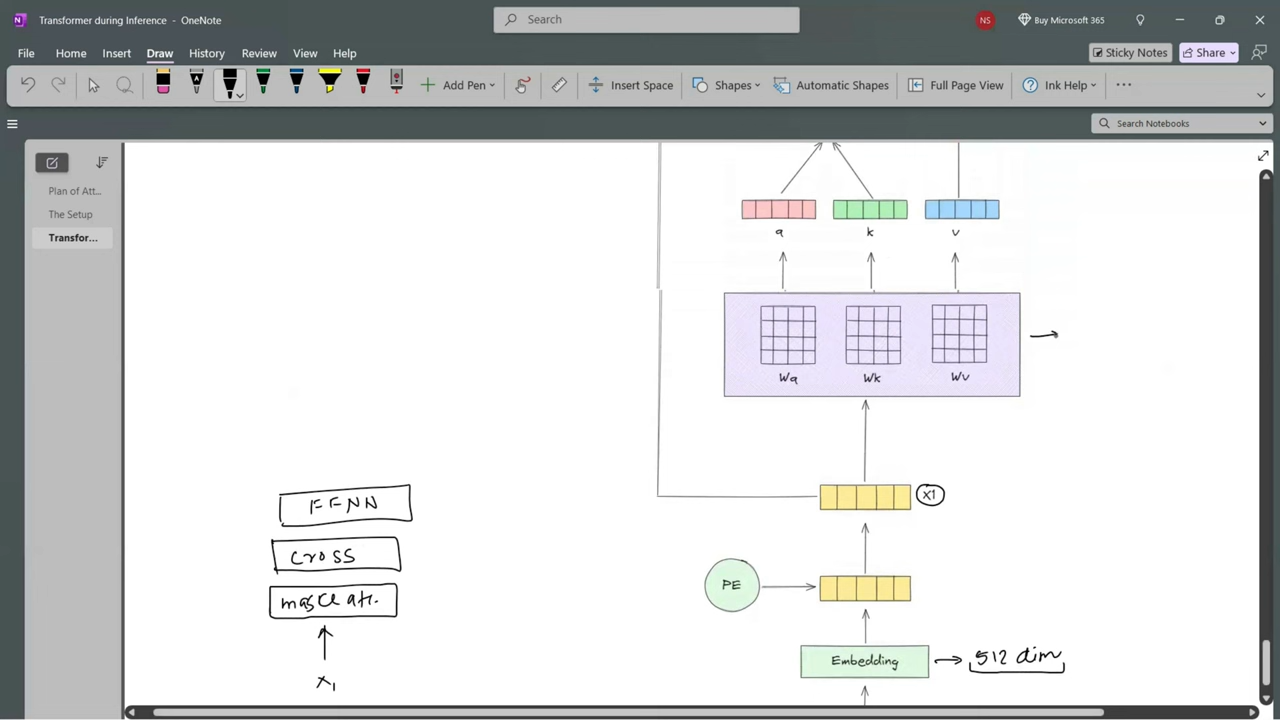 Transformer during Inference - OneNote
Search
NS
Buy Microsoft 365
File Home Insert Draw History Review View Help
Sticky Notes
Share
Add Pen
Insert Space
Shapes
Automatic Shapes
Full Page View
Ink Help
Search Notebooks
Plan of Att...
The Setup
Transfor...
q k v
Wq Wk Wv
X1
FFNN
cross
PE
x1
Embedding
512 dim